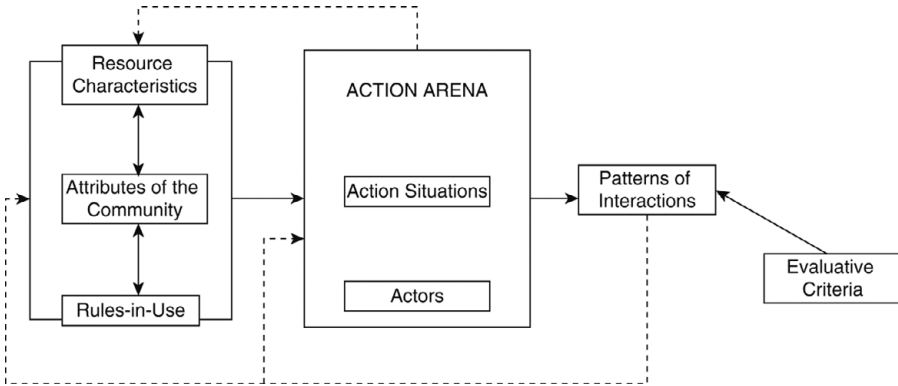 Resource
Characteristics
Attributes of the
Community
Rules-in-Use
ACTION ARENA
Action Situations
Actors
Patterns of
Interactions
Evaluative
Criteria